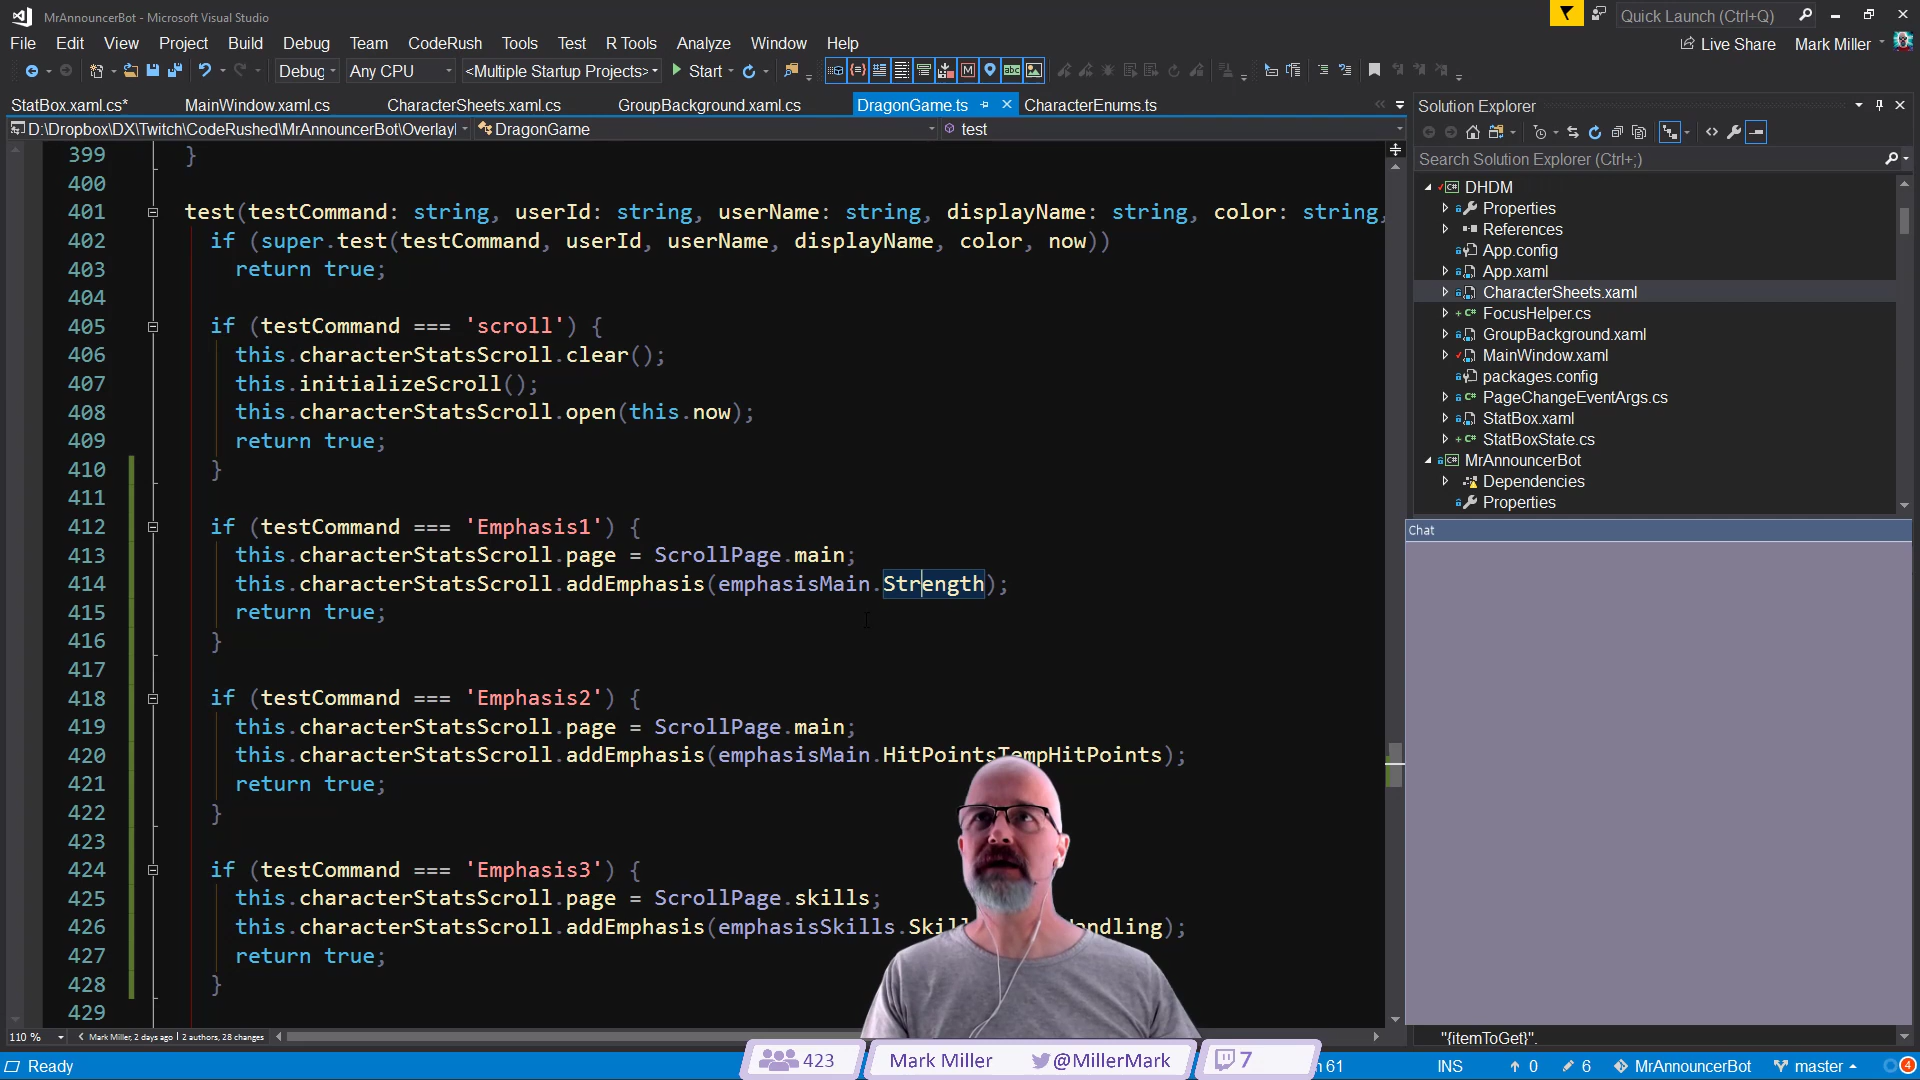 MrAnnouncerBot - Microsoft Visual Studio
Quick Launch (Ctrl+Q)
File Edit View Project Build Debug Team CodeRush Tools Test R Tools Analyze Window Help
Live Share Mark Miller
Debug Any CPU <Multiple Startup Projects> Start
StatBox.xaml.cs* MainWindow.xaml.cs CharacterSheets.xaml.cs GroupBackground.xaml.cs DragonGame.ts CharacterEnums.ts
D:\Dropbox\DX\Twitch\CodeRushed\MrAnnouncerBot\Overlay DragonGame test
399 }
400
401 test(testCommand: string, userId: string, userName: string, displayName: string, color: string,
402 if (super.test(testCommand, userId, userName, displayName, color, now))
403 return true;
404
405 if (testCommand === 'scroll') {
406 this.characterStatsScroll.clear();
407 this.initializeScroll();
408 this.characterStatsScroll.open(this.now);
409 return true;
410 }
411
412 if (testCommand === 'Emphasis1') {
413 this.characterStatsScroll.page = ScrollPage.main;
414 this.characterStatsScroll.addEmphasis(emphasisMain.Strength);
415 return true;
416 }
417
418 if (testCommand === 'Emphasis2') {
419 this.characterStatsScroll.page = ScrollPage.main;
420 this.characterStatsScroll.addEmphasis(emphasisMain.HitPointsTempHitPoints);
421 return true;
422 }
423
424 if (testCommand === 'Emphasis3') {
425 this.characterStatsScroll.page = ScrollPage.skills;
426 this.characterStatsScroll.addEmphasis(emphasisSkills.
427 return true;
428 }
429
Solution Explorer
Search Solution Explorer (Ctrl+;)
DHDM
Properties
References
App.config
App.xaml
CharacterSheets.xaml
FocusHelper.cs
GroupBackground.xaml
MainWindow.xaml
packages.config
PageChangeEventArgs.cs
StatBox.xaml
StatBoxState.cs
MrAnnouncerBot
Dependencies
Properties
Chat
"{itemToGet}".
110 % Mark Miller, 2 days ago | 2 authors, 28 changes
423 Mark Miller @MillerMark 7
Ready 61 INS 0 6 MrAnnouncerBot master 4